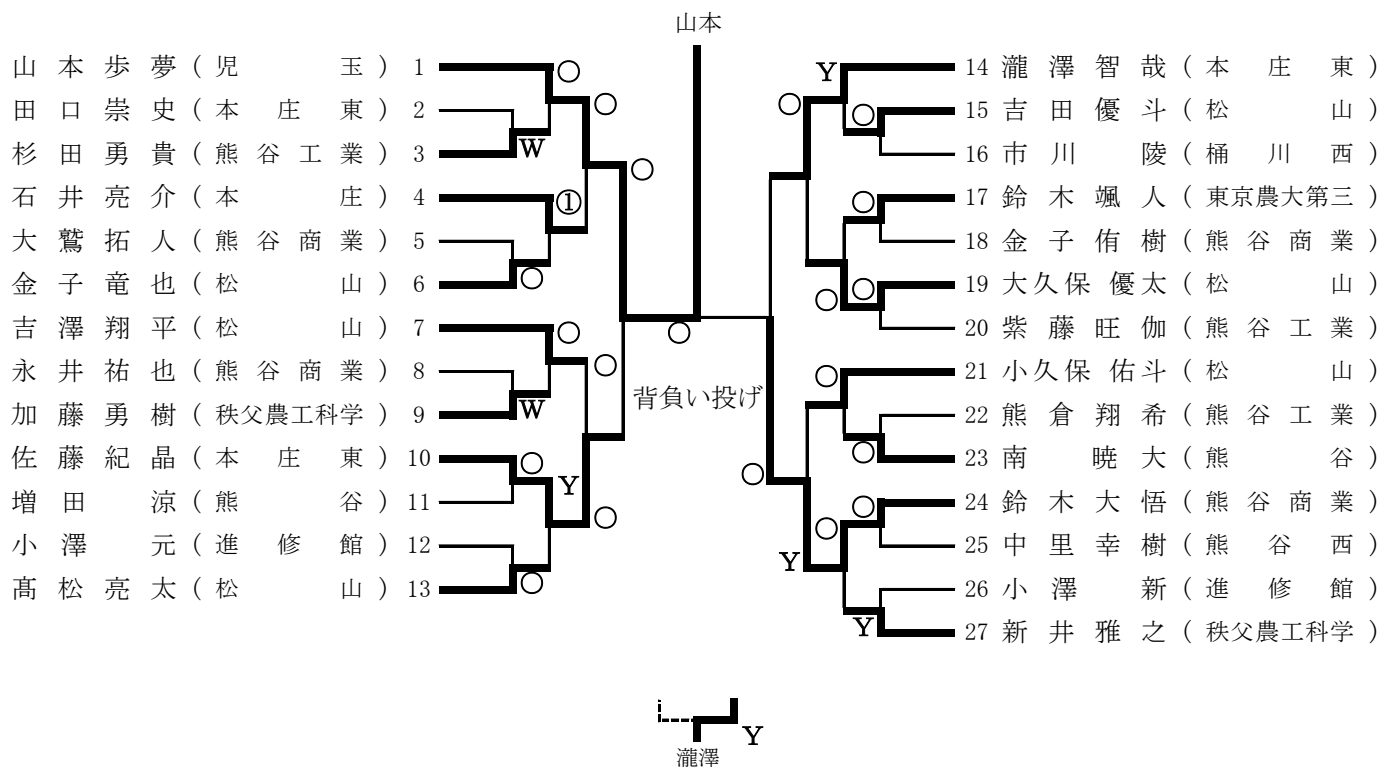 山本
山本歩夢(児玉) 1
田口崇史(本庄東) 2
杉田勇貴(熊谷工業) 3
石井亮介(本庄) 4
大鷲拓人(熊谷商業) 5
金子竜也(松山) 6
吉澤翔平(松山) 7
永井祐也(熊谷商業) 8
加藤勇樹(秩父農工科学) 9
佐藤紀晶(本庄東) 10
増田涼(熊谷) 11
小澤元(進修館) 12
髙松亮太(松山) 13
○
○
W
○
①
○
○
○
W
○
Y
○
○
○
背負い投げ
Y
○
○
○
○
○
○
○
○
○
○
Y
Y
14 瀧澤智哉(本庄東)
15 吉田優斗(松山)
16 市川陵(桶川西)
17 鈴木颯人(東京農大第三)
18 金子侑樹(熊谷商業)
19 大久保優太(松山)
20 柴藤旺伽(熊谷工業)
21 小久保佑斗(松山)
22 熊倉翔希(熊谷工業)
23 南暁大(熊谷)
24 鈴木大悟(熊谷商業)
25 中里幸樹(熊谷西)
26 小澤新(進修館)
27 新井雅之(秩父農工科学)
Y
瀧澤